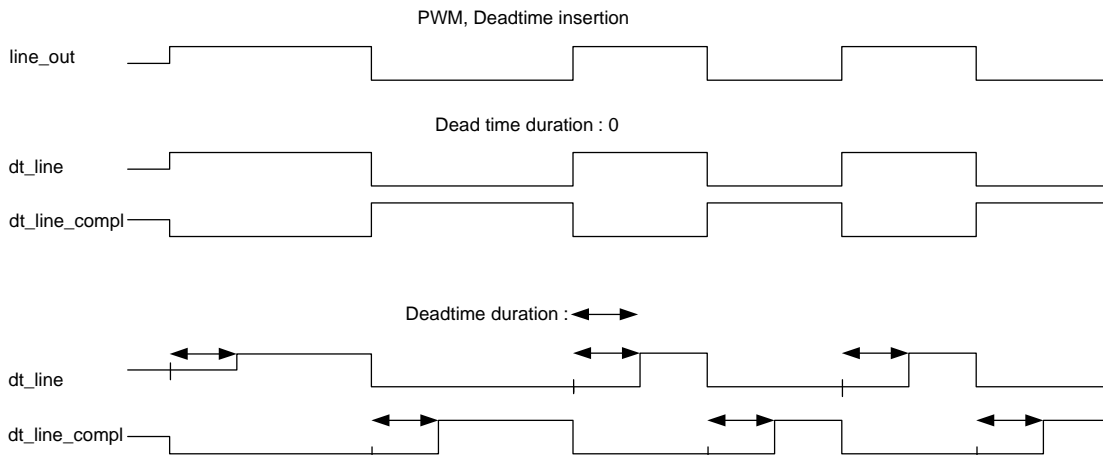 PWM, Deadtime insertion
line_out
Dead time duration : 0
dt_line
dt_line_compl
Deadtime duration :
dt_line
dt_line_compl